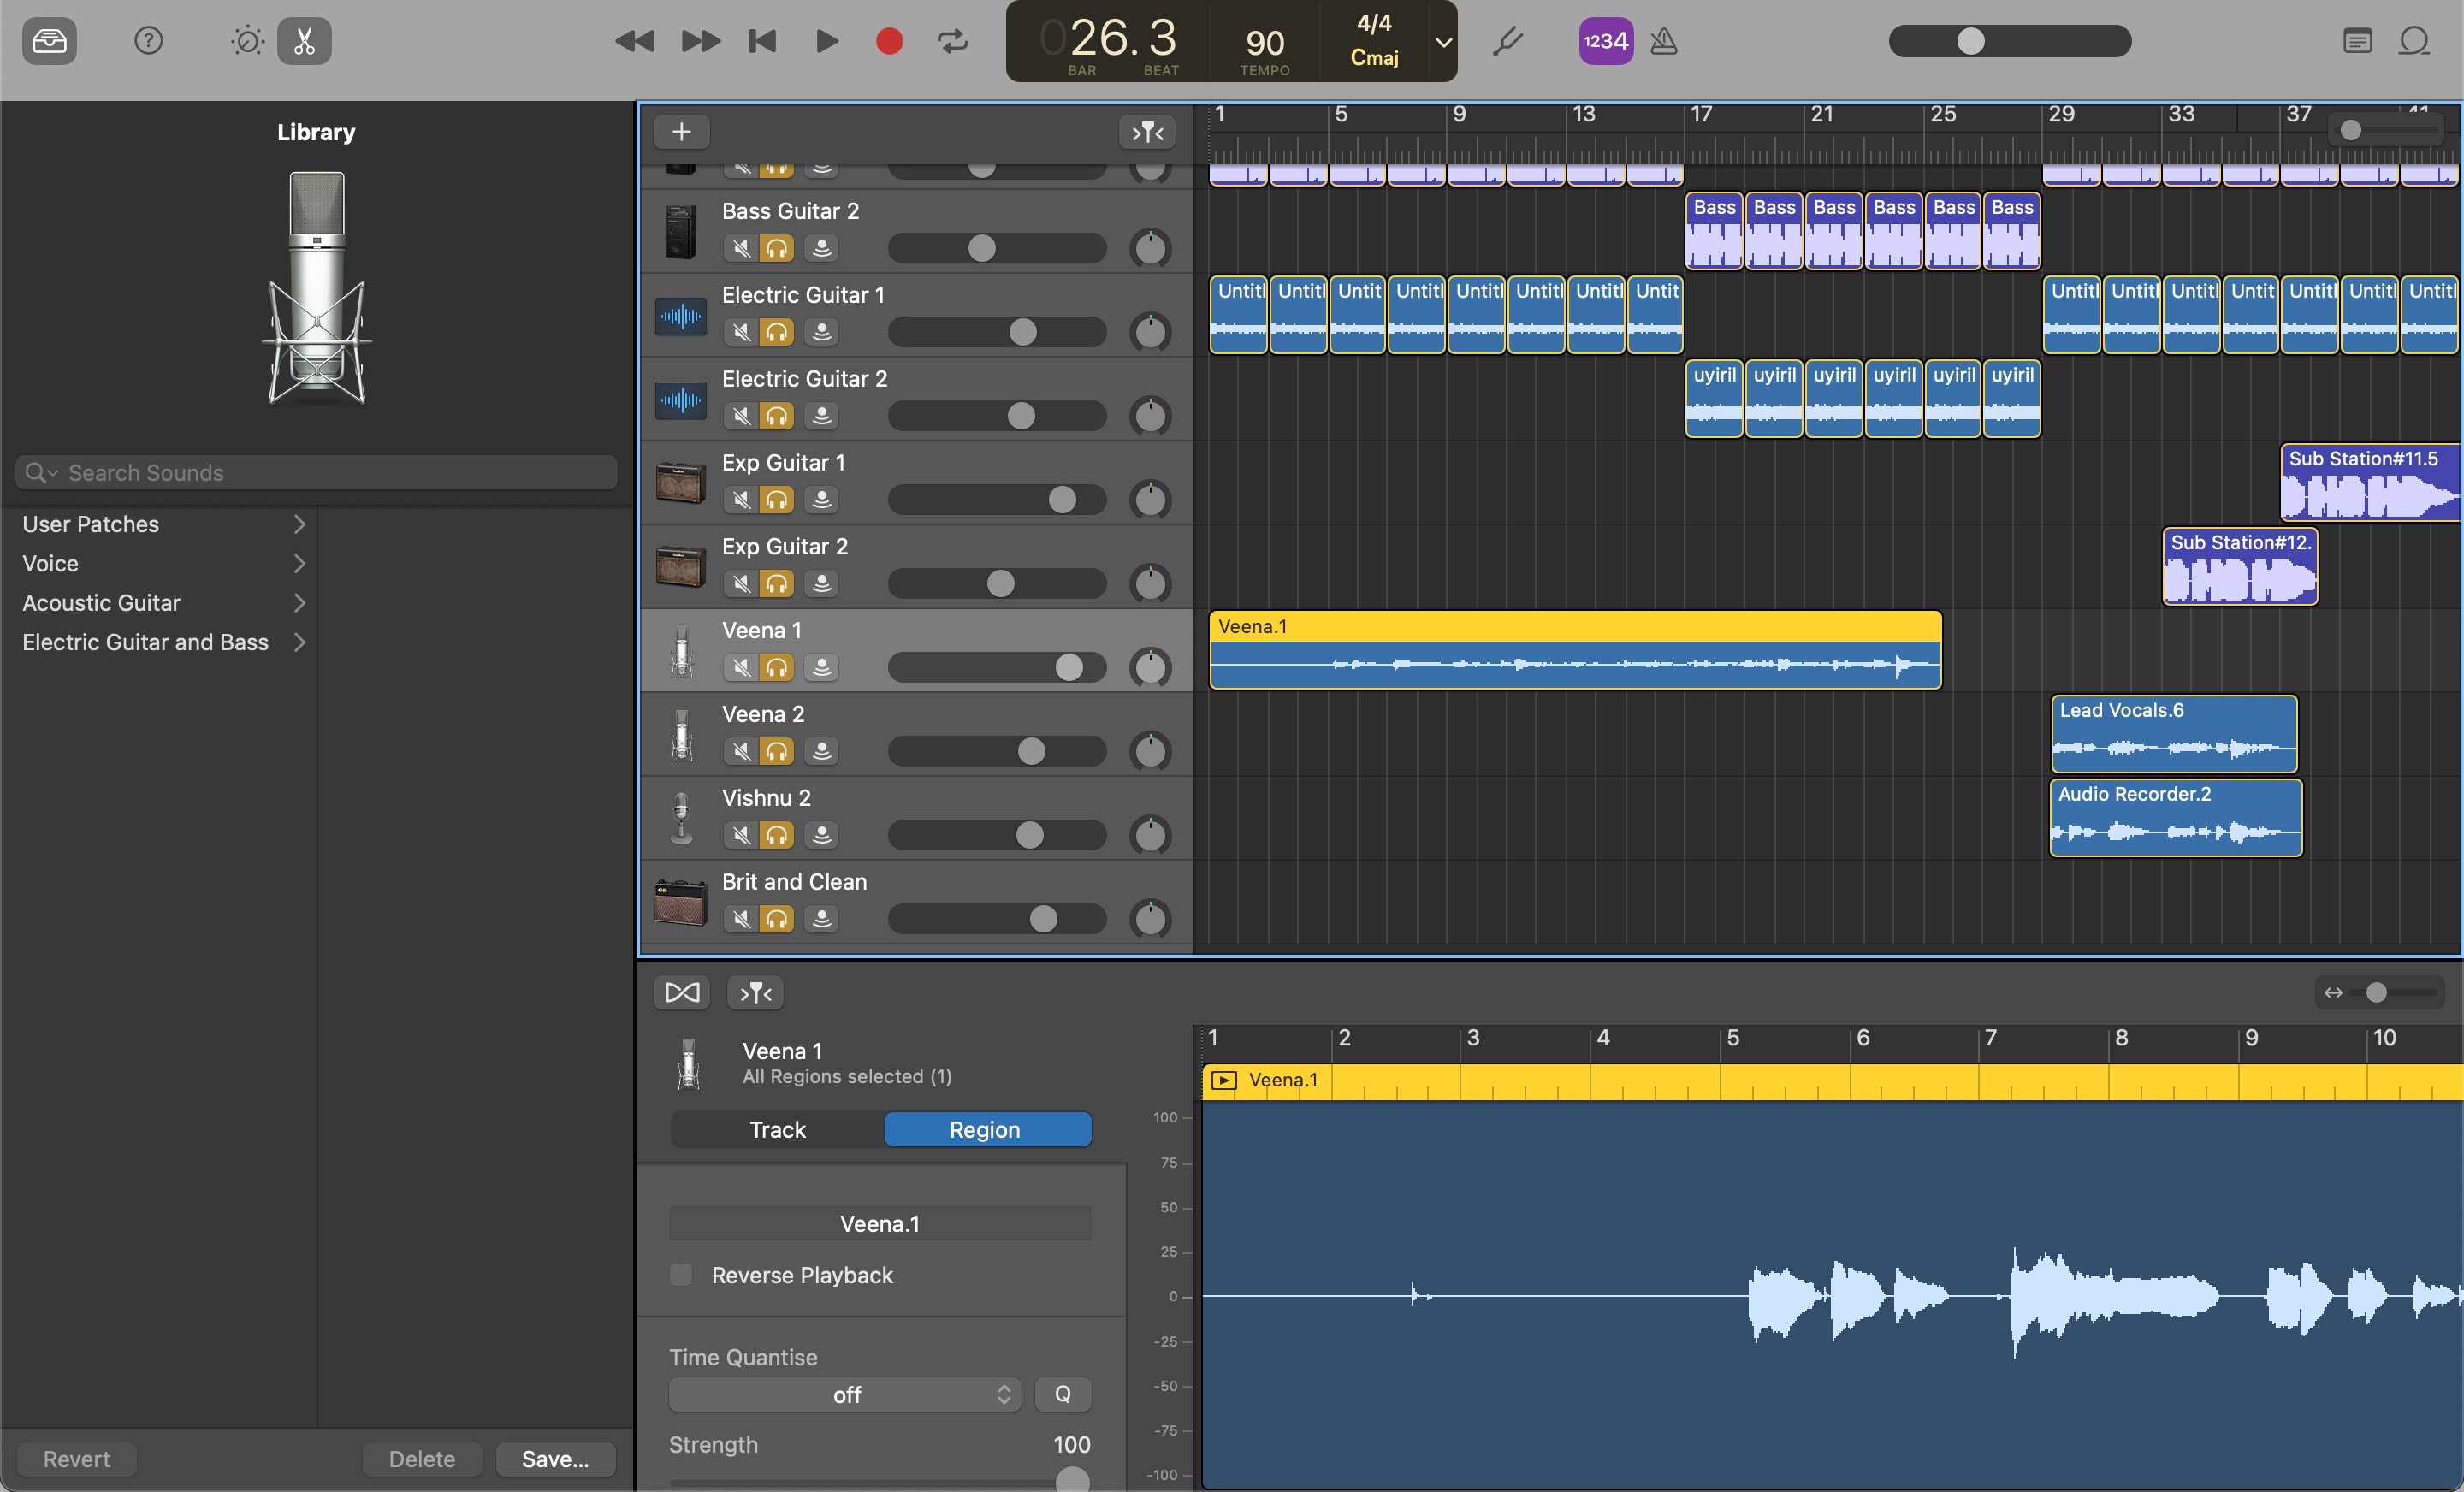 026.3
BAR BEAT
90
TEMPO
4/4
Cmaj
1234
Library
Search Sounds
User Patches
Voice
Acoustic Guitar
Electric Guitar and Bass
Revert
Delete
Save...
1 5 9 13 17 21 25 29 33 37 41
Bass Guitar 2
Bass Bass Bass Bass Bass Bass
Electric Guitar 1
Untitl Untitl Untit Untitl Untitl Untitl Untitl Untit Untitl Untitl Untitl Untit Untitl Untitl Untitl
Electric Guitar 2
uyiril uyiril uyiril uyiril uyiril uyiril
Exp Guitar 1
Sub Station#11.5
Exp Guitar 2
Sub Station#12.
Veena 1
Veena.1
Veena 2
Lead Vocals.6
Vishnu 2
Audio Recorder.2
Brit and Clean
Veena 1
All Regions selected (1)
Track
Region
Veena.1
Reverse Playback
Time Quantise
off
Q
Strength
100
1 2 3 4 5 6 7 8 9 10
Veena.1
100
75
50
25
0
-25
-50
-75
-100